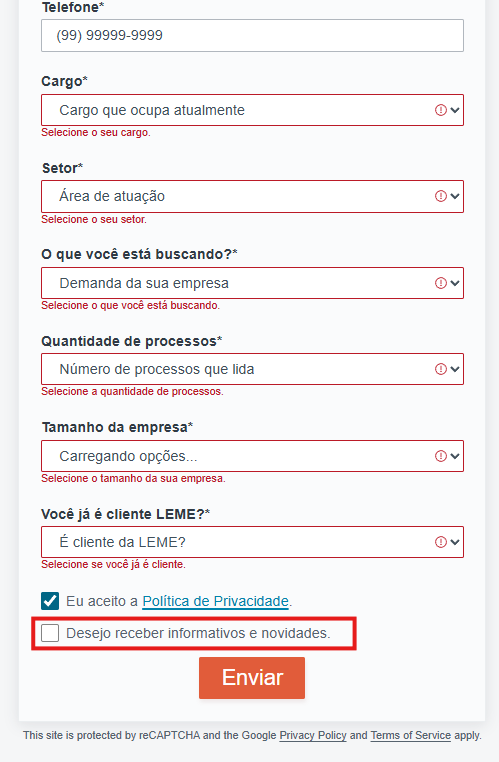 Telefone*
(99) 99999-9999
Cargo*
Cargo que ocupa atualmente
Selecione o seu cargo.
Setor*
Área de atuação
Selecione o seu setor.
O que você está buscando?*
Demanda da sua empresa
Selecione o que você está buscando.
Quantidade de processos*
Número de processos que lida
Selecione a quantidade de processos.
Tamanho da empresa*
Carregando opções...
Selecione o tamanho da sua empresa.
Você já é cliente LEME?*
É cliente da LEME?
Selecione se você já é cliente.
Eu aceito a Política de Privacidade.
Desejo receber informativos e novidades.
Enviar
This site is protected by reCAPTCHA and the Google Privacy Policy and Terms of Service apply.